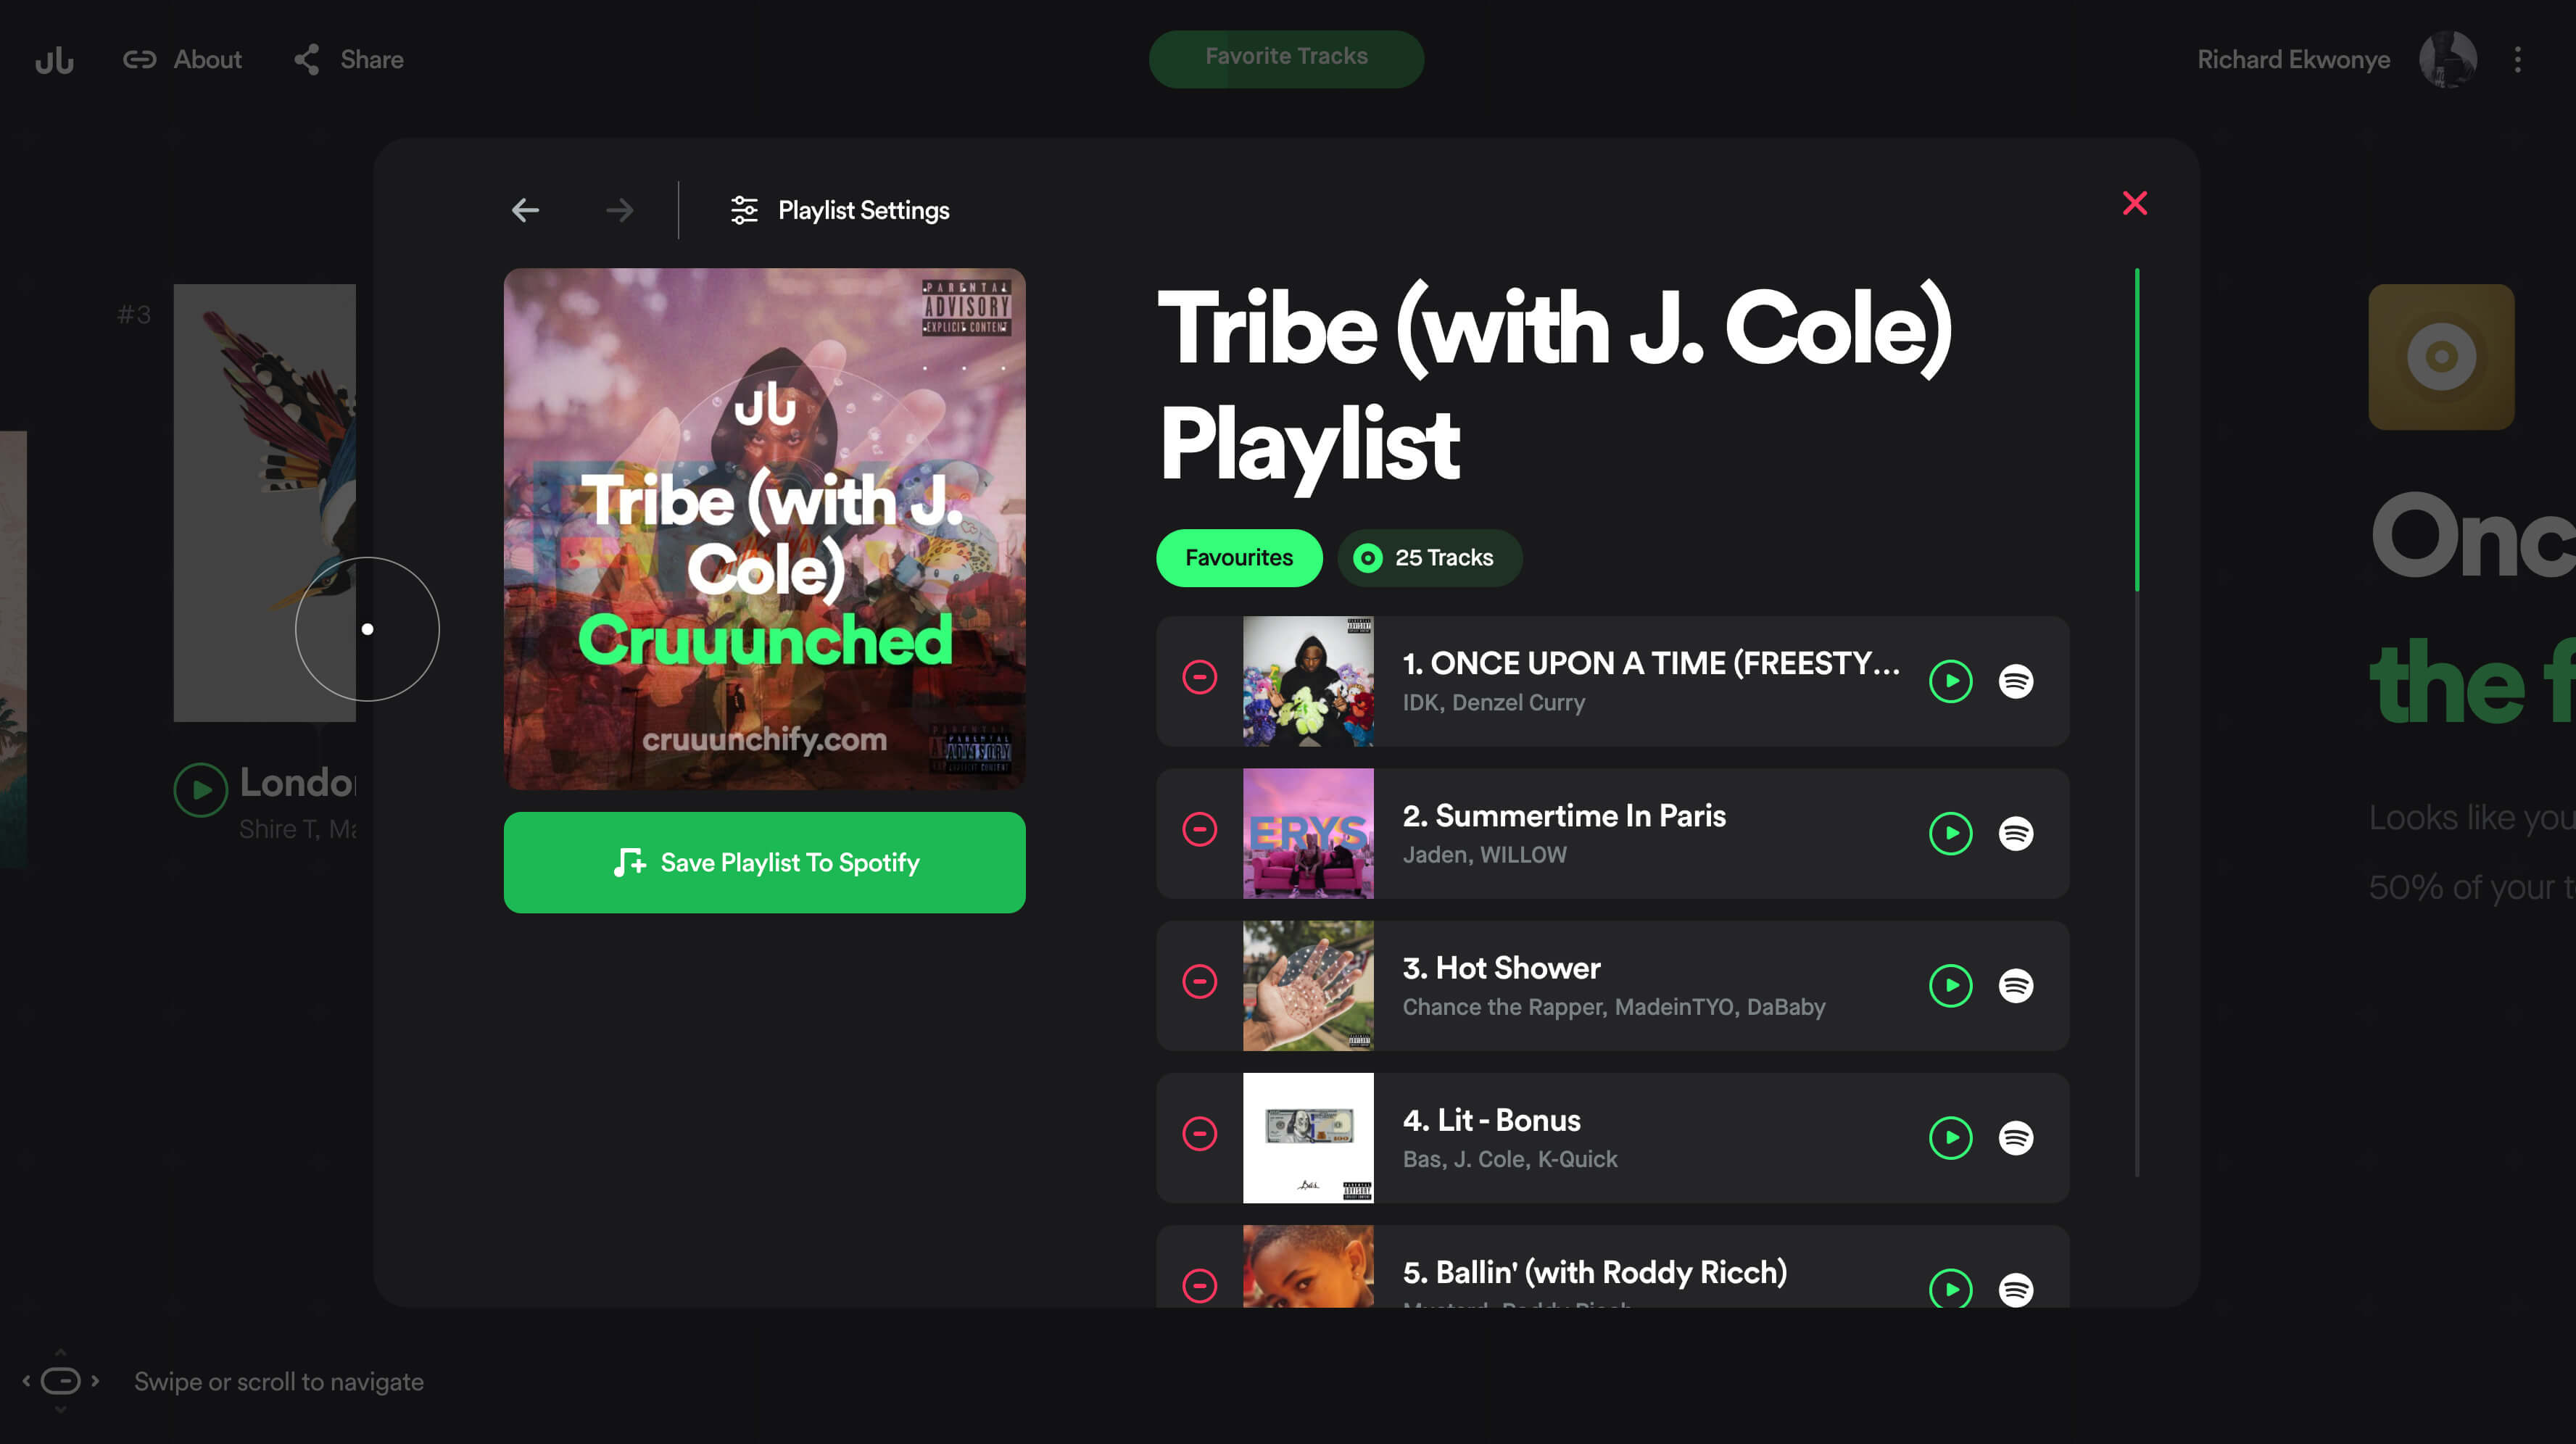 About
Share
Favorite Tracks
Richard Ekwonye
Playlist Settings
#3
PARENTAL
ADVISORY
EXPLICIT CONTENT
Tribe (with J.
Cole)
Cruuunched
cruuunchify.com
Save Playlist To Spotify
Londo
Shire T, Ma
Tribe (with J. Cole)
Playlist
Favourites
25 Tracks
1. ONCE UPON A TIME (FREESTY...
IDK, Denzel Curry
ERYS
2. Summertime In Paris
Jaden, WILLOW
3. Hot Shower
Chance the Rapper, MadeinTYO, DaBaby
4. Lit - Bonus
Bas, J. Cole, K-Quick
5. Ballin' (with Roddy Ricch)
Onc
the f
Looks like you
50% of your t
Swipe or scroll to navigate